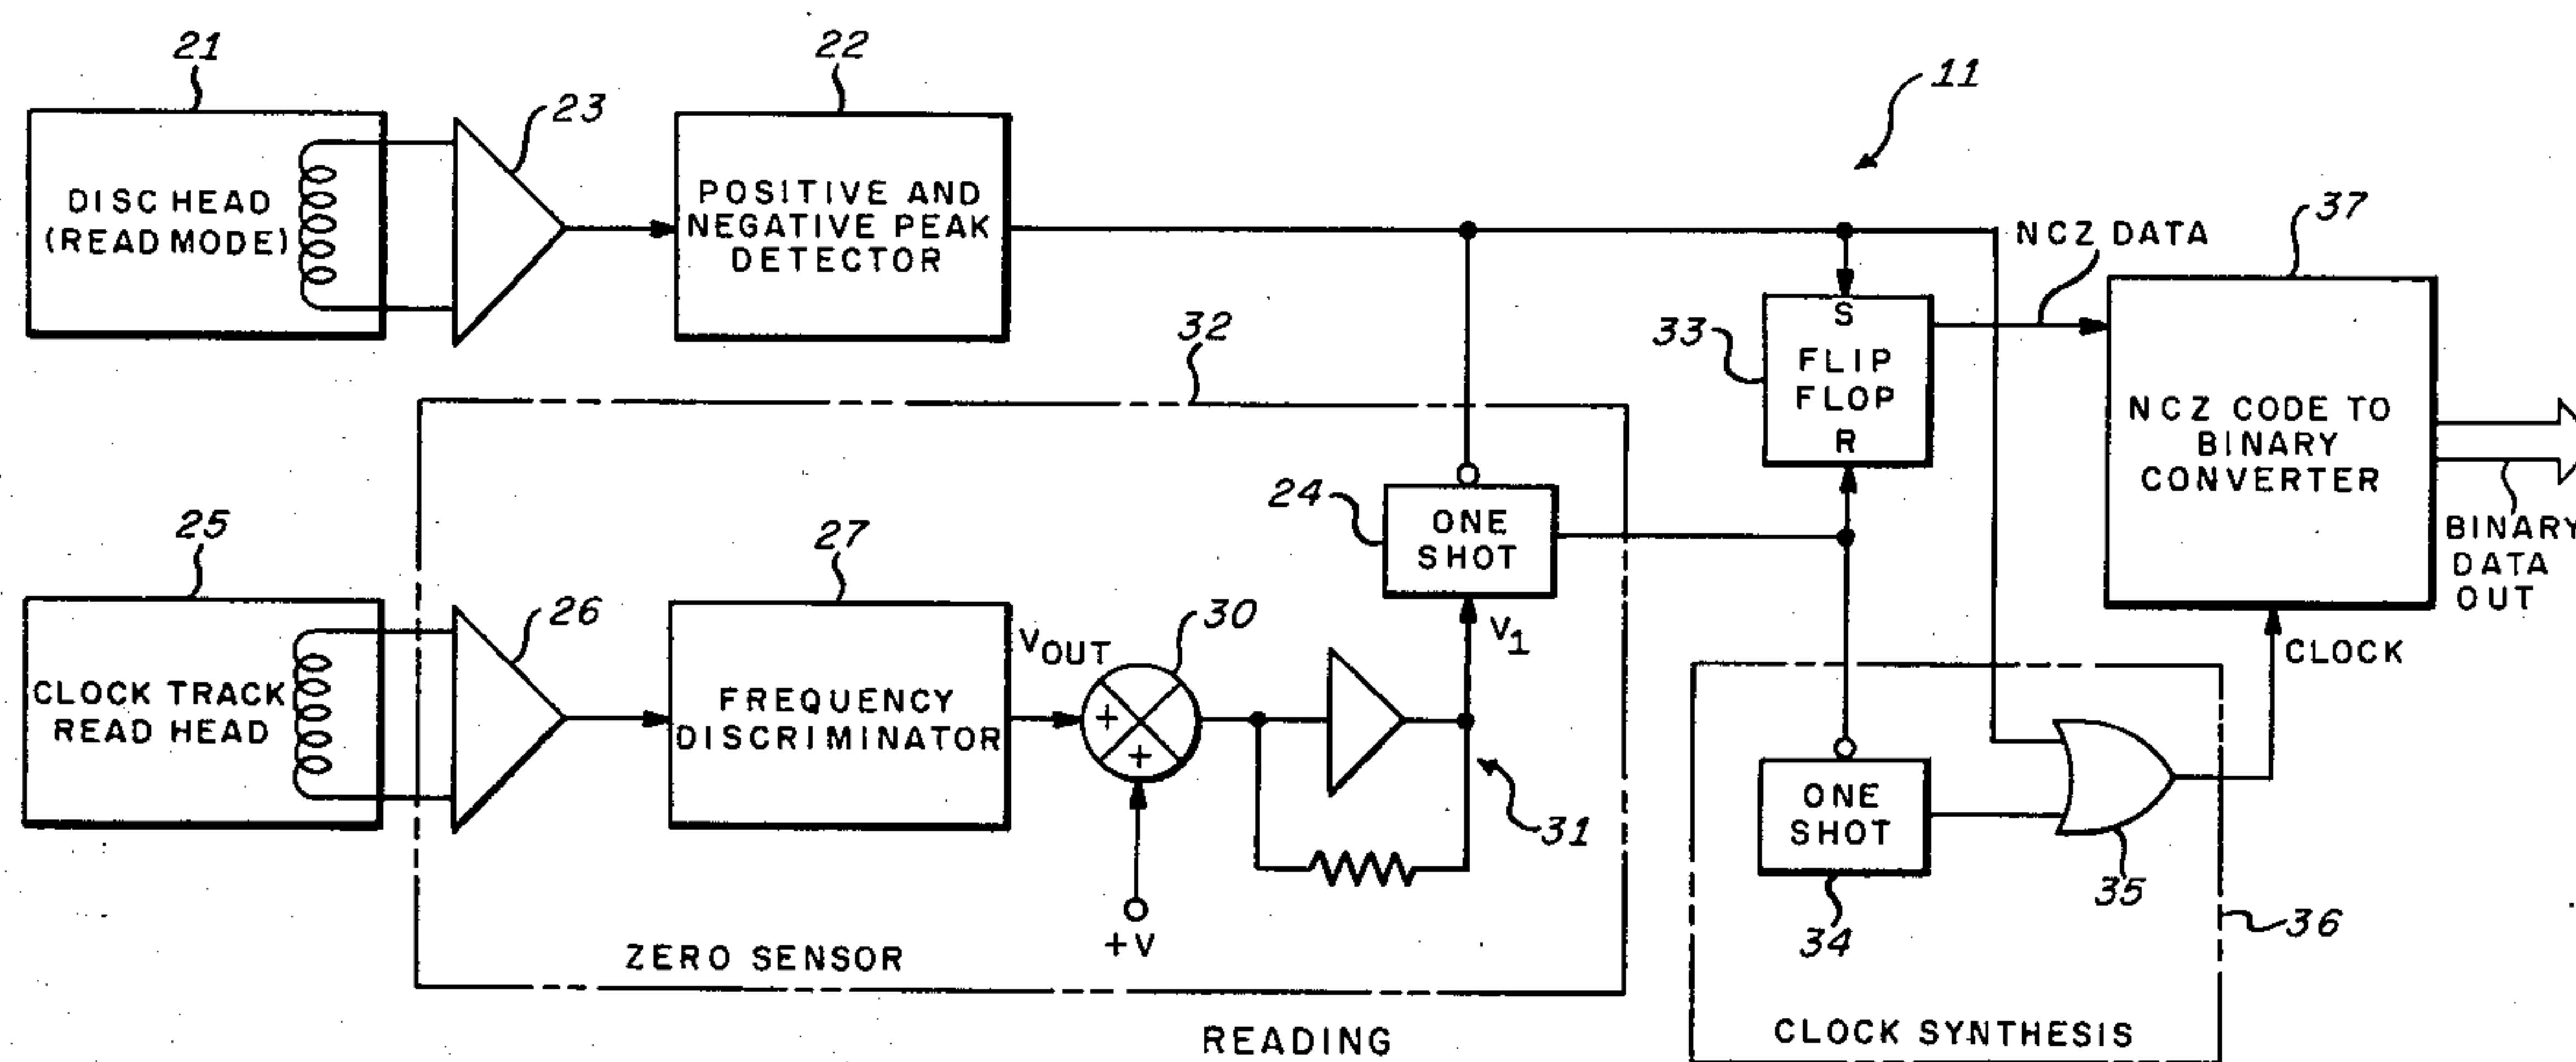 21
22
11
23
DISC HEAD
(READ MODE)
POSITIVE AND
NEGATIVE PEAK
DETECTOR
NCZ DATA
37
32
33
S
FLIP
FLOP
R
NCZ CODE TO
BINARY
CONVERTER
24
ONE
SHOT
BINARY
DATA
OUT
25
26
27
30
VOUT
V1
CLOCK
CLOCK TRACK
READ HEAD
FREQUENCY
DISCRIMINATOR
+
+
31
ONE
SHOT
35
34
36
+V
ZERO SENSOR
READING
CLOCK SYNTHESIS